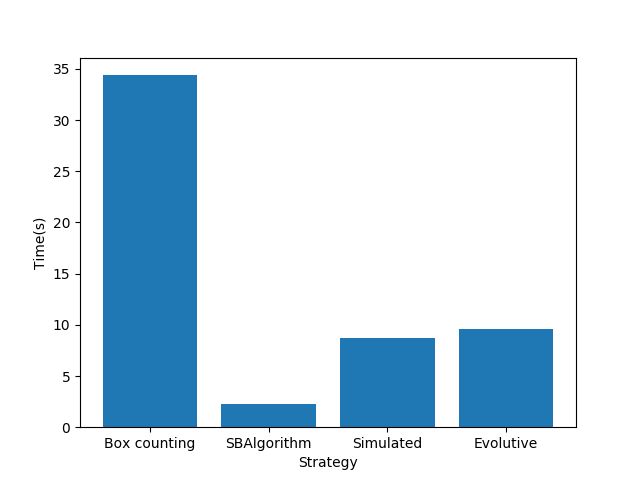 35
30
25
20
15
10
5
0
Time(s)
Box counting
SBAlgorithm
Simulated
Evolutive
Strategy